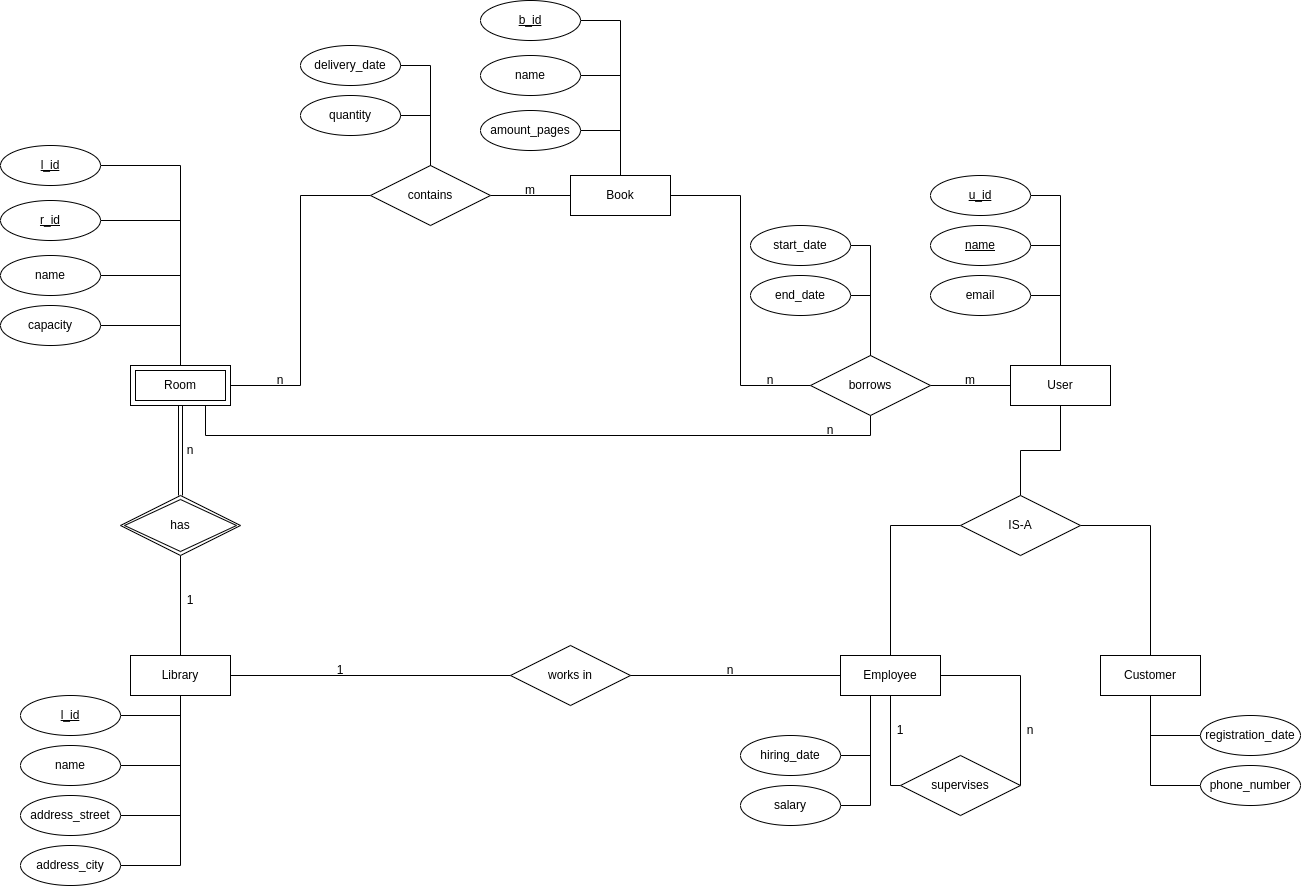 b_id
delivery_date
name
quantity
amount_pages
l_id
contains
m
Book
u_id
r_id
start_date
name
name
end_date
email
capacity
Room
n
n
borrows
m
User
n
n
has
IS-A
1
Library
1
works in
n
Employee
Customer
l_id
1
n
registration_date
hiring_date
name
supervises
phone_number
salary
address_street
address_city